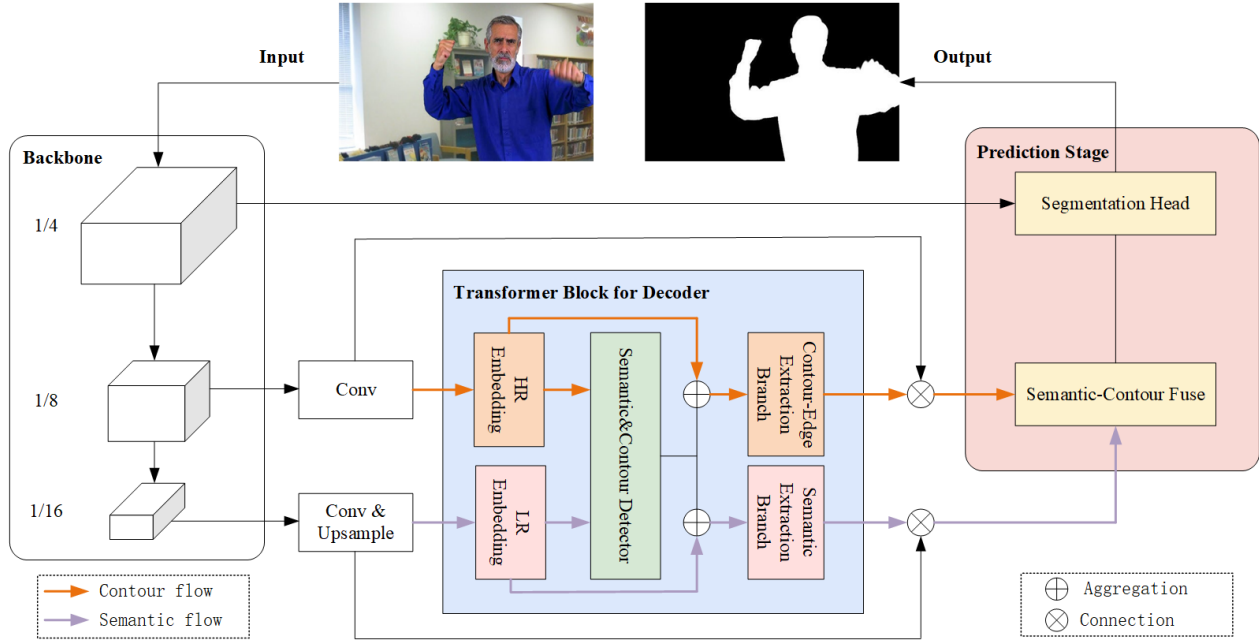 Input
Output
Backbone
1/4
1/8
1/16
Prediction Stage
Segmentation Head
Semantic-Contour Fuse
Transformer Block for Decoder
Conv
Conv &
Upsample
HR
Embedding
LR
Embedding
Semantic&Contour Detector
Contour-Edge
Extraction
Branch
Semantic
Extraction
Branch
Contour flow
Semantic flow
Aggregation
Connection